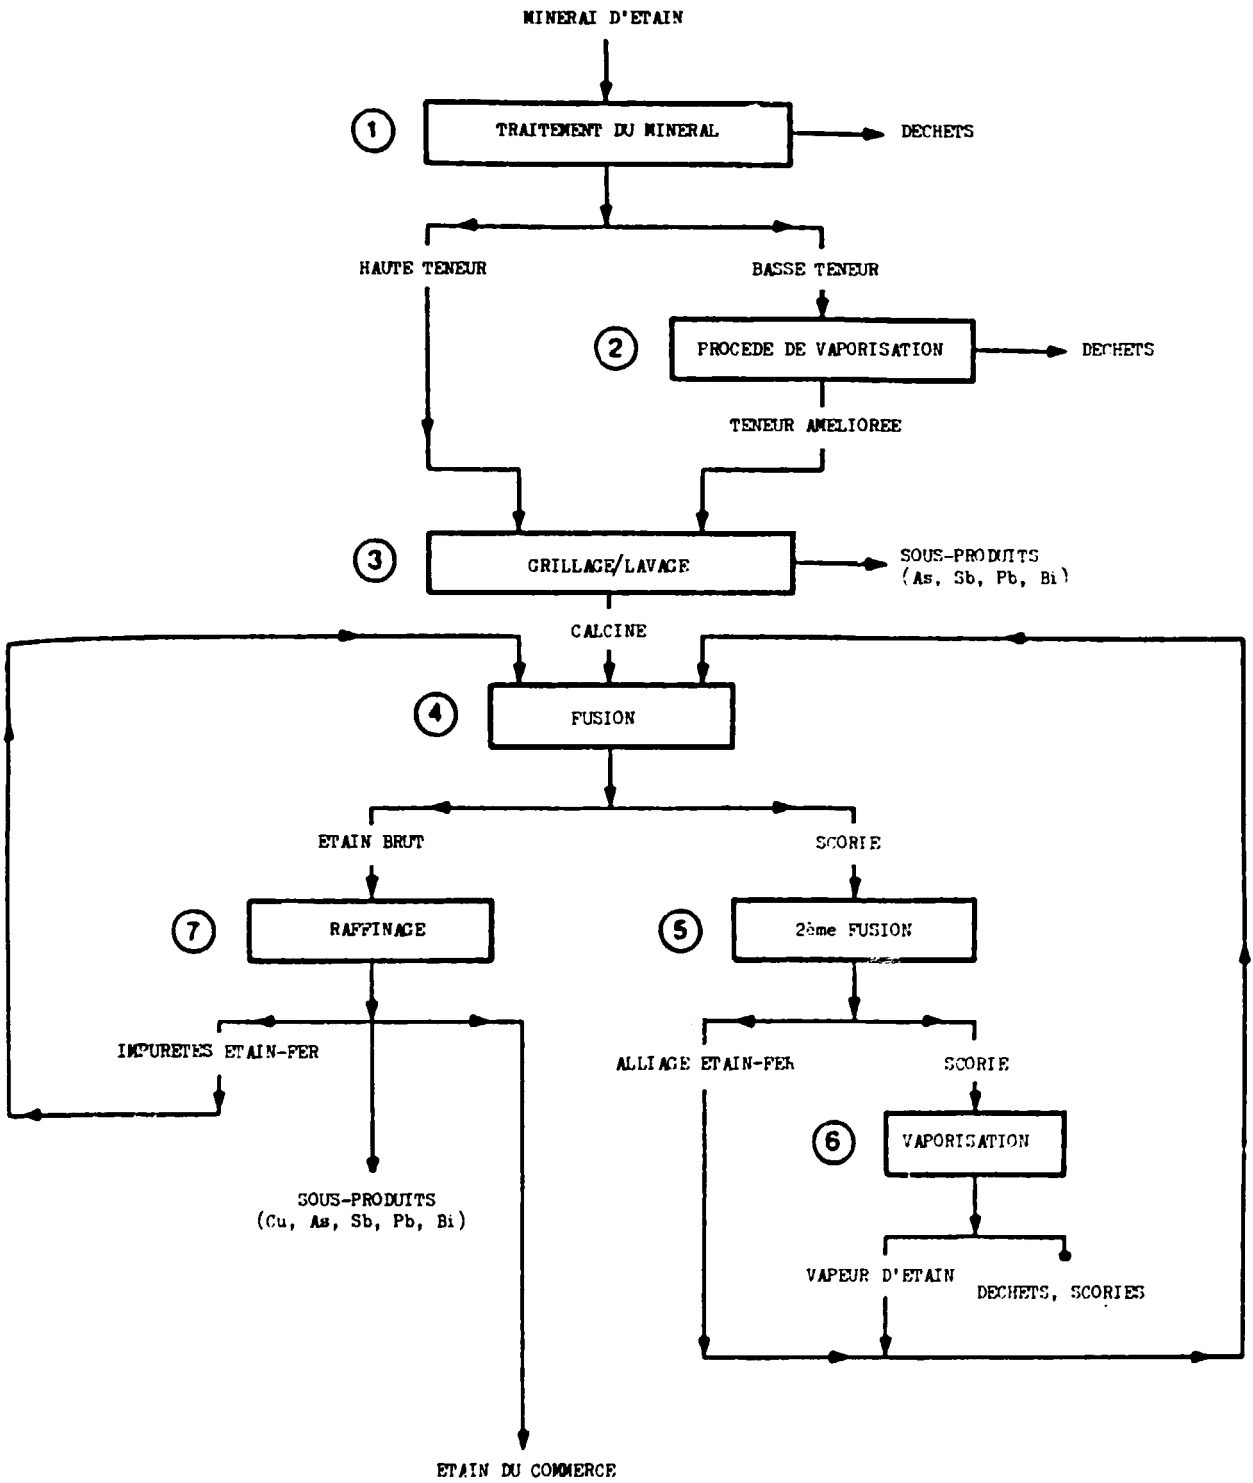 MINERAI D'ETAIN
1
TRAITEMENT DU MINERAL
DECHETS
HAUTE TENEUR
BASSE TENEUR
2
PROCEDE DE VAPORISATION
DECHETS
TENEUR AMELIOREE
3
GRILLAGE/LAVAGE
SOUS-PRODUITS
(As, Sb, Pb, Bi)
CALCINE
4
FUSION
ETAIN BRUT
SCORIE
7
RAFFINAGE
5
2ème FUSION
IMPURETES ETAIN-FER
ALLIAGE ETAIN-FER
SCORIE
6
VAPORISATION
SOUS-PRODUITS
(Cu, As, Sb, Pb, Bi)
VAPEUR D'ETAIN
DECHETS, SCORIES
ETAIN DU COMMERCE